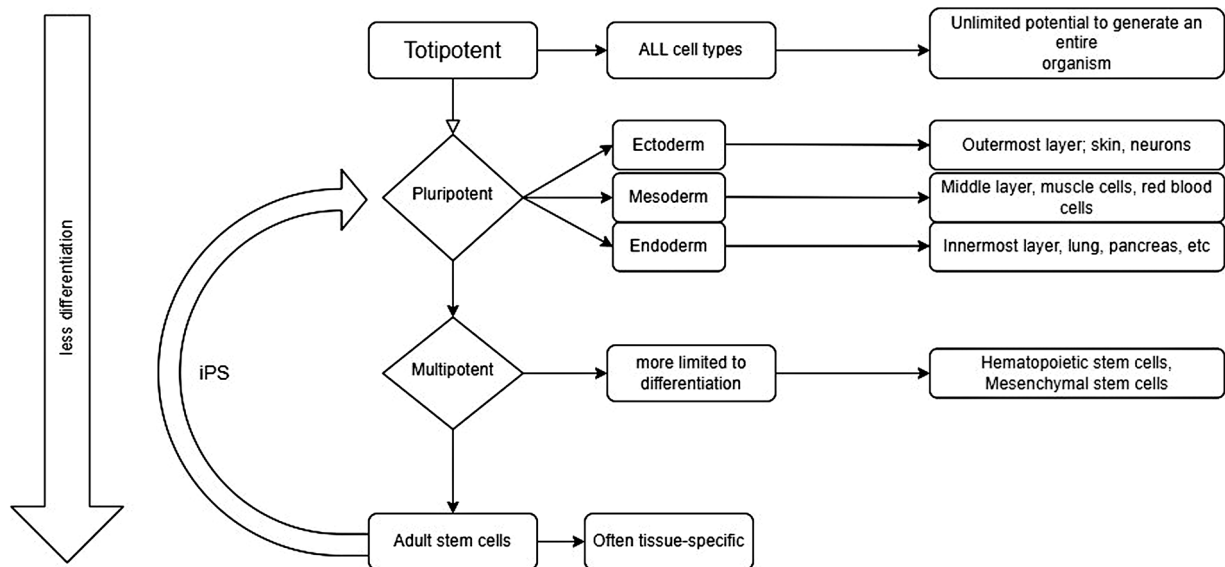 Totipotent
ALL cell types
Unlimited potential to generate an
entire
organism
Ectoderm
Outermost layer; skin, neurons
Pluripotent
Mesoderm
Middle layer, muscle cells, red blood
cells
Endoderm
Innermost layer, lung, pancreas, etc
less differentiation
iPS
Multipotent
more limited to
differentiation
Hematopoietic stem cells,
Mesenchymal stem cells
Adult stem cells
Often tissue-specific